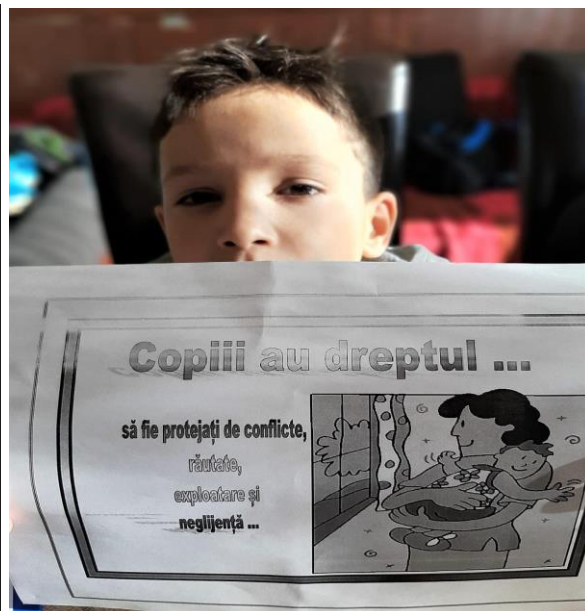 Copiii au dreptul ...
să fie protejați de conflicte,
răutate,
exploatare și
neglijență ...